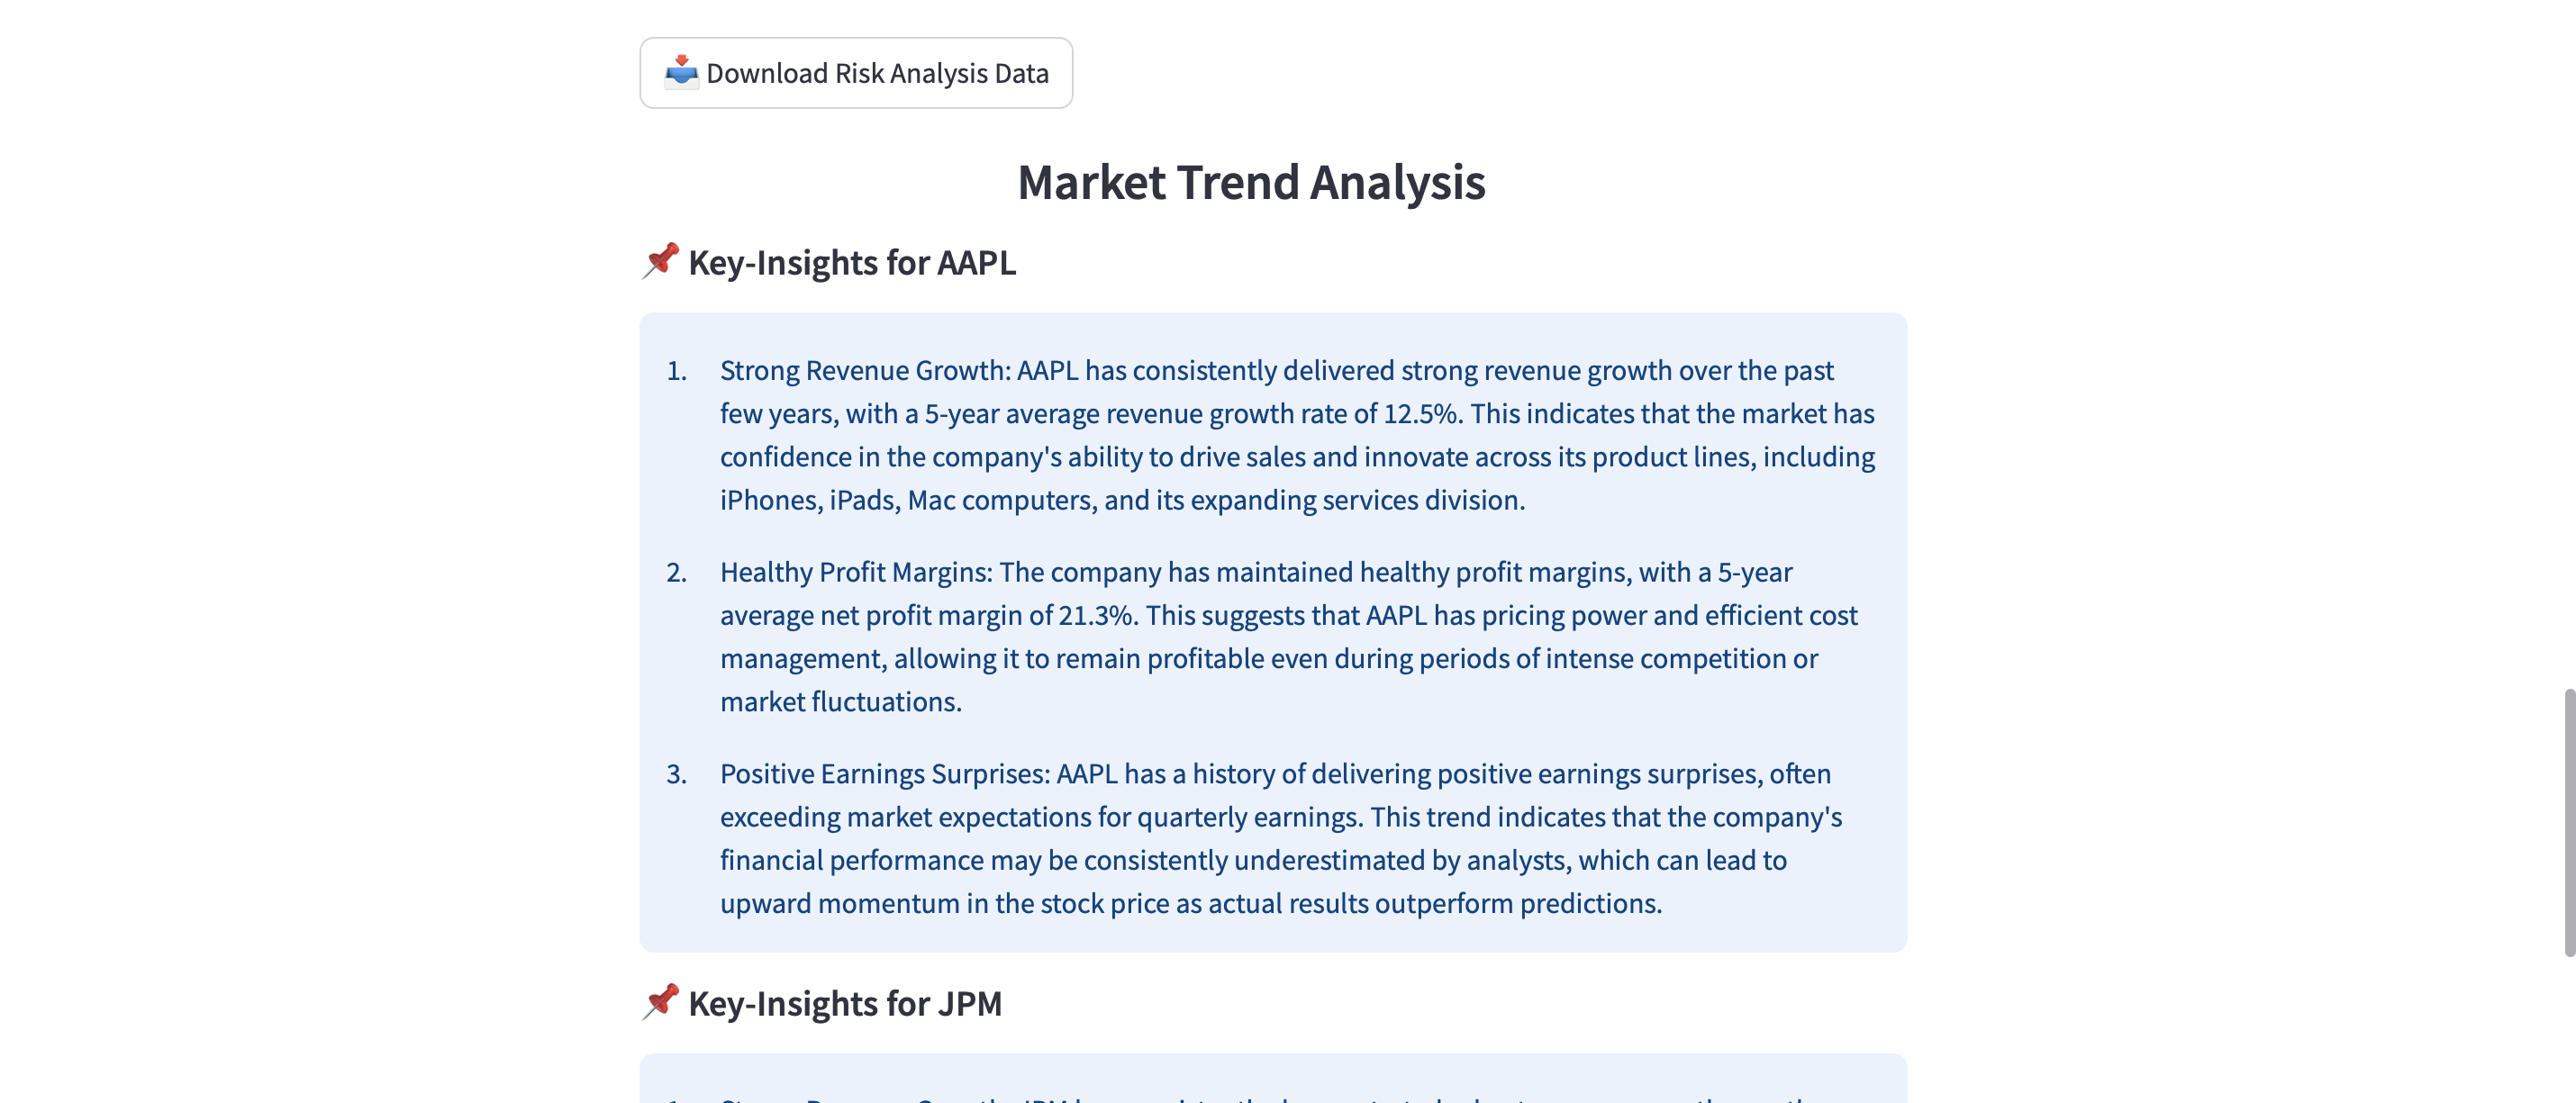 Download Risk Analysis Data
Market Trend Analysis
Key-Insights for AAPL
1. Strong Revenue Growth: AAPL has consistently delivered strong revenue growth over the past
few years, with a 5-year average revenue growth rate of 12.5%. This indicates that the market has
confidence in the company's ability to drive sales and innovate across its product lines, including
iPhones, iPads, Mac computers, and its expanding services division.
2. Healthy Profit Margins: The company has maintained healthy profit margins, with a 5-year
average net profit margin of 21.3%. This suggests that AAPL has pricing power and efficient cost
management, allowing it to remain profitable even during periods of intense competition or
market fluctuations.
3. Positive Earnings Surprises: AAPL has a history of delivering positive earnings surprises, often
exceeding market expectations for quarterly earnings. This trend indicates that the company's
financial performance may be consistently underestimated by analysts, which can lead to
upward momentum in the stock price as actual results outperform predictions.
Key-Insights for JPM